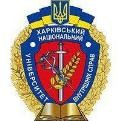 ХАРКІВСЬКИЙ
НАЦІОНАЛЬНИЙ
УНІВЕРСИТЕТ
ВНУТРІШНІХ СПРАВ